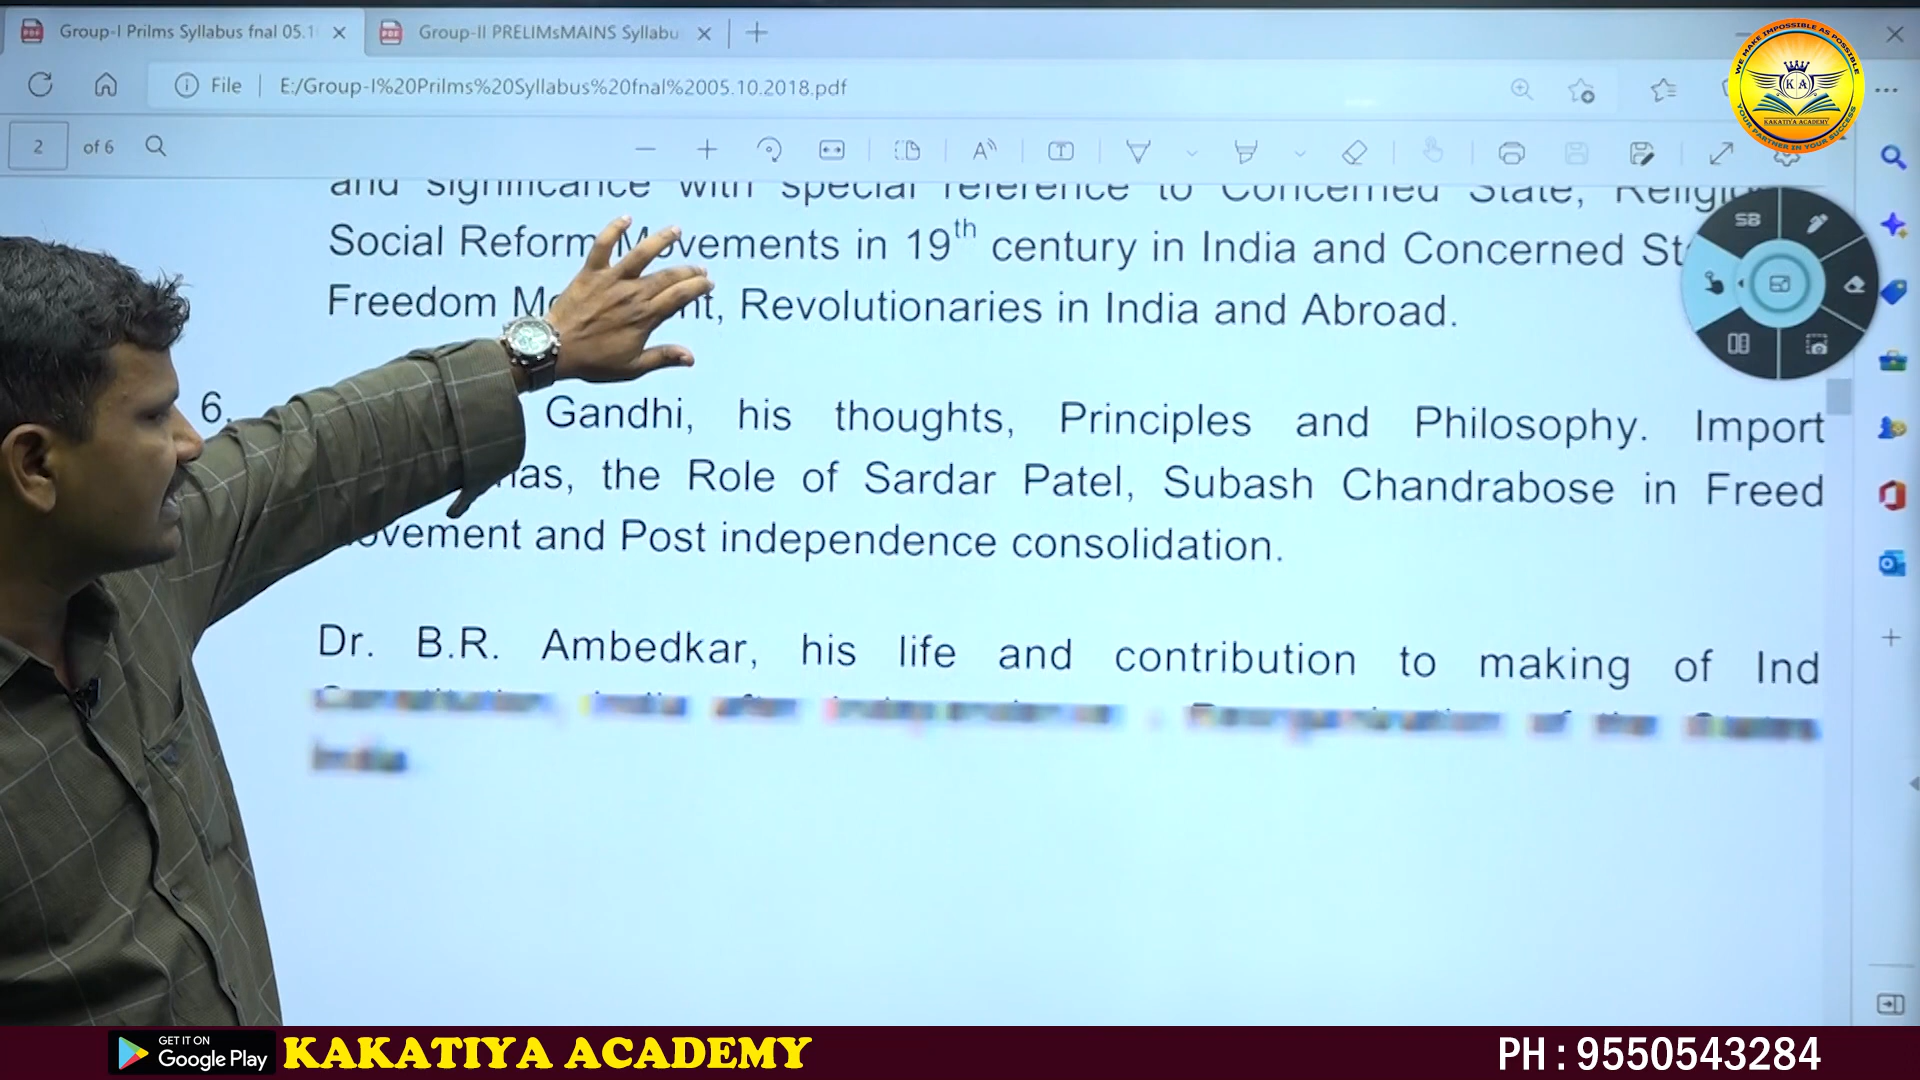 Group-I Prilms Syllabus fnal 05.1
Group-II PRELIMsMAINS Syllabu
File
E:/Group-I%20Prilms%20Syllabus%20fnal%2005.10.2018.pdf
2 of 6
WE MAKE IMPOSSIBLE AS POSSIBLE
K A
KAKATIYA ACADEMY
YOUR PARTNER IN YOUR SUCCESS
SB
and significance with special reference to Concerned State, Religi
Social Reform Movements in 19th century in India and Concerned St
Freedom nt, Revolutionaries in India and Abroad.
6. Gandhi, his thoughts, Principles and Philosophy. Import
has, the Role of Sardar Patel, Subash Chandrabose in Freed
ovement and Post independence consolidation.
Dr. B.R. Ambedkar, his life and contribution to making of Ind
GET IT ON
Google Play
KAKATIYA ACADEMY
PH : 9550543284